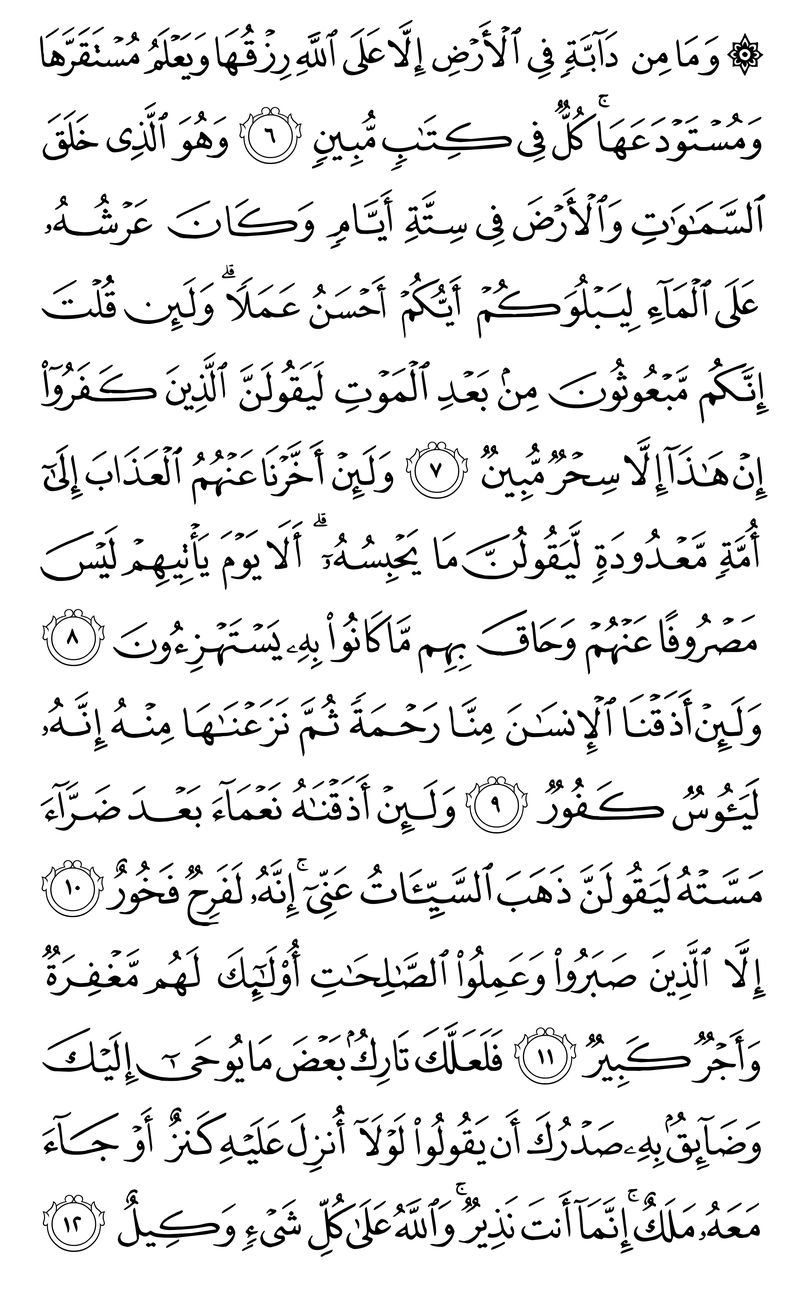 ۞ وَمَا مِن دَآبَّةٍ فِى ٱلْأَرْضِ إِلَّا عَلَى ٱللَّهِ رِزْقُهَا وَيَعْلَمُ مُسْتَقَرَّهَا
وَمُسْتَوْدَعَهَا ۚ كُلٌّ فِى كِتَـٰبٍ مُّبِينٍ ٦ وَهُوَ ٱلَّذِى خَلَقَ
ٱلسَّمَـٰوَٰتِ وَٱلْأَرْضَ فِى سِتَّةِ أَيَّامٍ وَكَانَ عَرْشُهُۥ
عَلَى ٱلْمَآءِ لِيَبْلُوَكُمْ أَيُّكُمْ أَحْسَنُ عَمَلًا ۗ وَلَئِن قُلْتَ
إِنَّكُم مَّبْعُوثُونَ مِنۢ بَعْدِ ٱلْمَوْتِ لَيَقُولَنَّ ٱلَّذِينَ كَفَرُوٓا۟
إِنْ هَـٰذَآ إِلَّا سِحْرٌ مُّبِينٌ ٧ وَلَئِنْ أَخَّرْنَا عَنْهُمُ ٱلْعَذَابَ إِلَىٰٓ
أُمَّةٍ مَّعْدُودَةٍ لَّيَقُولُنَّ مَا يَحْبِسُهُۥٓ ۗ أَلَا يَوْمَ يَأْتِيهِمْ لَيْسَ
مَصْرُوفًا عَنْهُمْ وَحَاقَ بِهِم مَّا كَانُوا۟ بِهِۦ يَسْتَهْزِءُونَ ٨
وَلَئِنْ أَذَقْنَا ٱلْإِنسَـٰنَ مِنَّا رَحْمَةً ثُمَّ نَزَعْنَـٰهَا مِنْهُ إِنَّهُۥ
لَيَـُٔوسٌ كَفُورٌ ٩ وَلَئِنْ أَذَقْنَـٰهُ نَعْمَآءَ بَعْدَ ضَرَّآءَ
مَسَّتْهُ لَيَقُولَنَّ ذَهَبَ ٱلسَّيِّـَٔاتُ عَنِّىٓ ۚ إِنَّهُۥ لَفَرِحٌ فَخُورٌ ١٠
إِلَّا ٱلَّذِينَ صَبَرُوا۟ وَعَمِلُوا۟ ٱلصَّـٰلِحَـٰتِ أُو۟لَـٰٓئِكَ لَهُم مَّغْفِرَةٌ
وَأَجْرٌ كَبِيرٌ ١١ فَلَعَلَّكَ تَارِكٌۢ بَعْضَ مَا يُوحَىٰٓ إِلَيْكَ
وَضَآئِقٌۢ بِهِۦ صَدْرُكَ أَن يَقُولُوا۟ لَوْلَآ أُنزِلَ عَلَيْهِ كَنزٌ أَوْ جَآءَ
مَعَهُۥ مَلَكٌ ۚ إِنَّمَآ أَنتَ نَذِيرٌ ۚ وَٱللَّهُ عَلَىٰ كُلِّ شَىْءٍ وَكِيلٌ ١٢